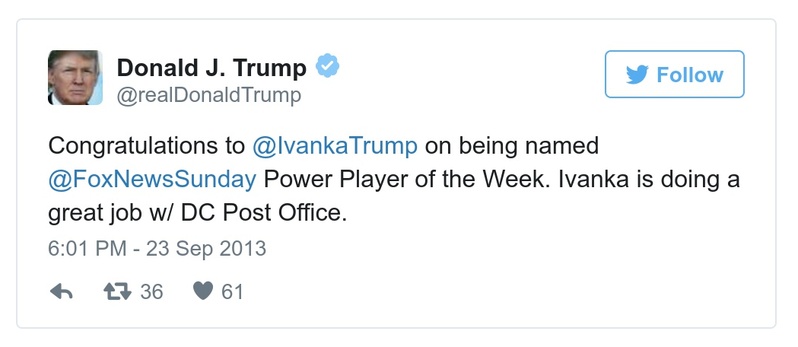 Donald J. Trump
@realDonaldTrump
Follow
Congratulations to @IvankaTrump on being named
@FoxNewsSunday Power Player of the Week. Ivanka is doing a
great job w/ DC Post Office.
6:01 PM - 23 Sep 2013
36 61